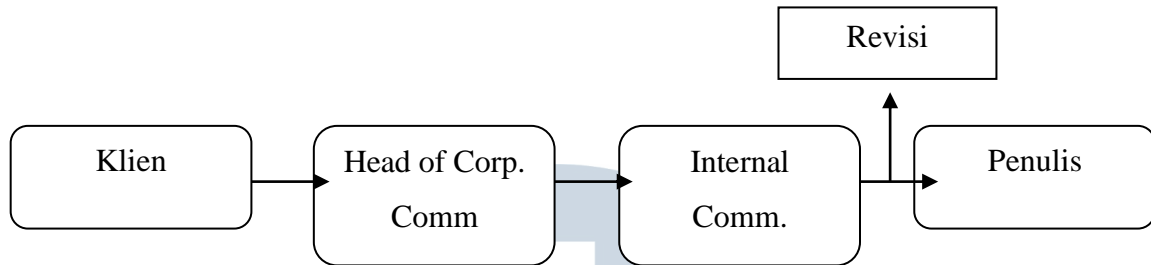 Revisi
Klien
Head of Corp.
Comm
Internal
Comm.
Penulis